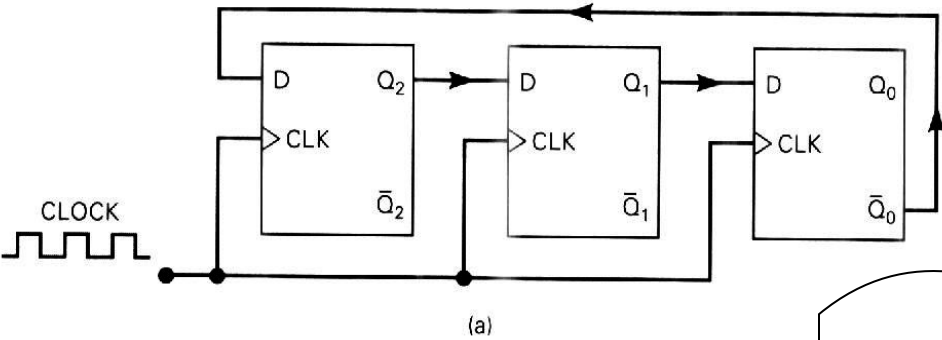 D Q₂ D Q₁ D Q₀
CLK CLK CLK
Q̅₂ Q̅₁ Q̅₀
CLOCK
(a)